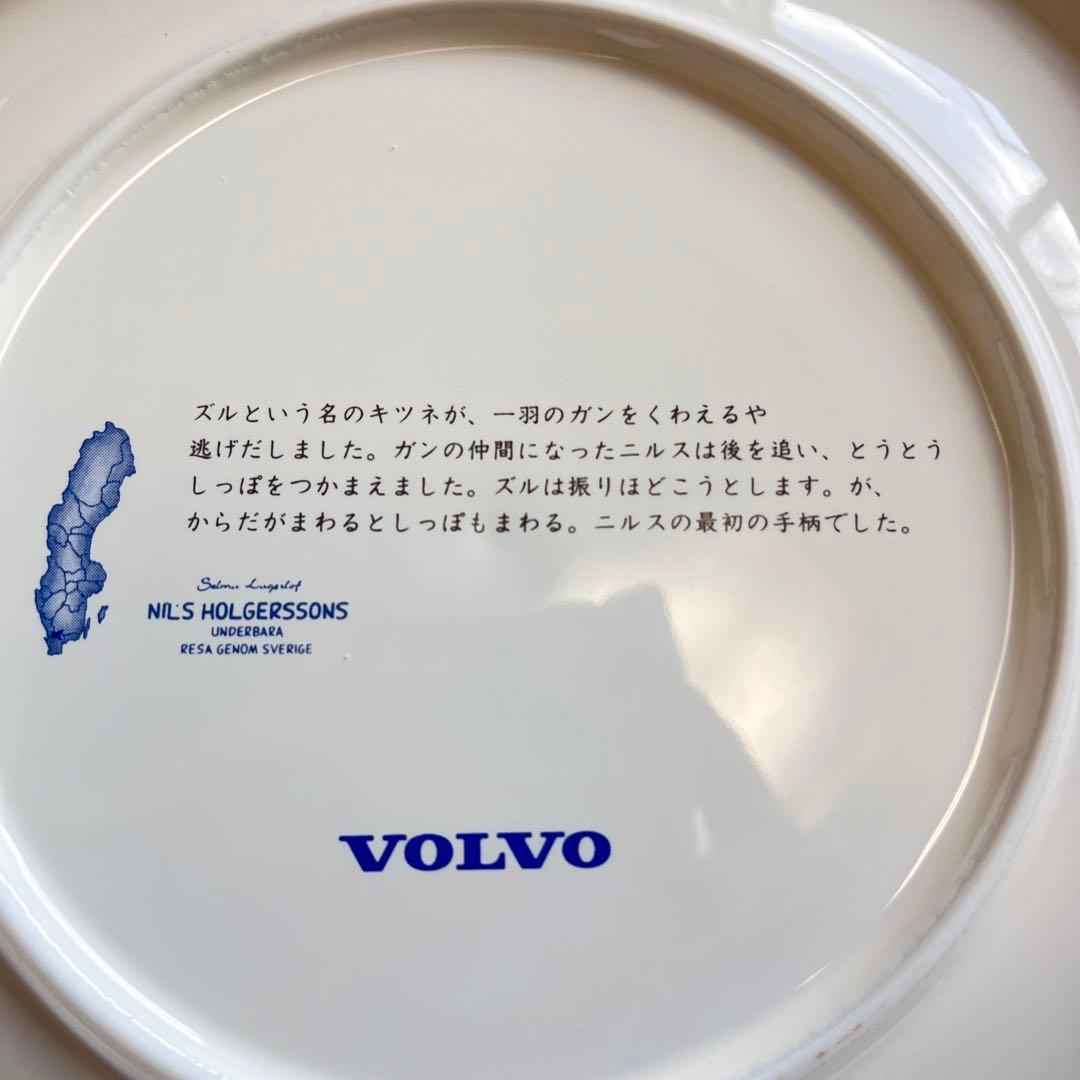 ズルという名のキツネが、一羽のガンをくわえるや
逃げだしました。ガンの仲間になったニルスは後を追い、とうとう
しっぽをつかまえました。ズルは振りほどこうとします。が、
からだがまわるとしっぽもまわる。ニルスの最初の手柄でした。
Selma Lagerlöf
NILS HOLGERSSONS
UNDERBARA
RESA GENOM SVERIGE
VOLVO